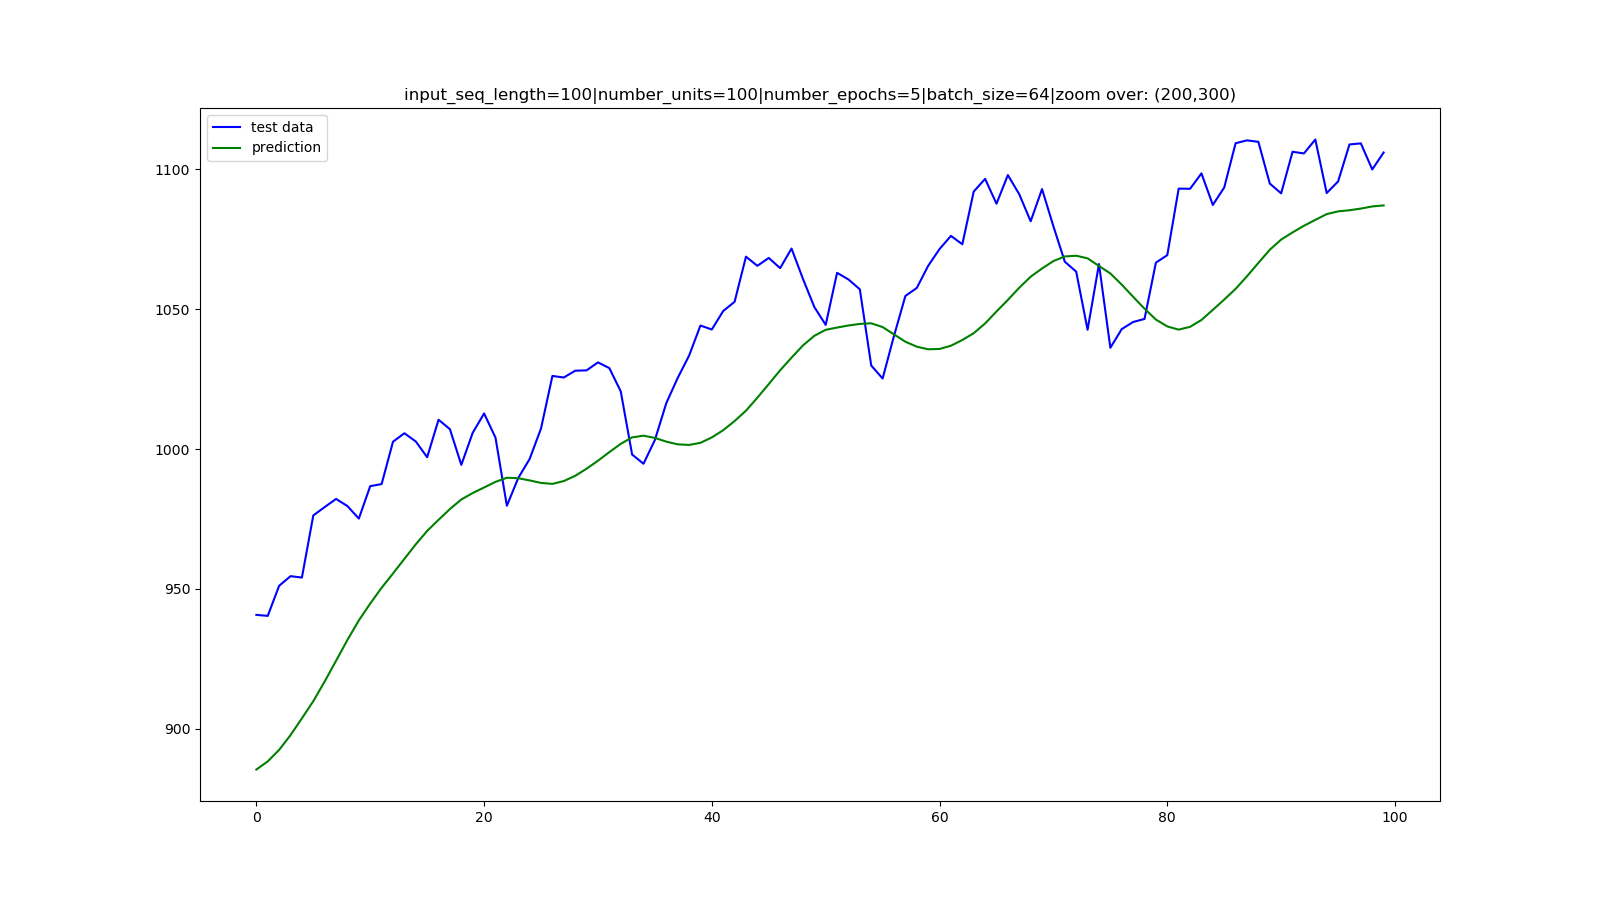 input_seq_length=100|number_units=100|number_epochs=5|batch_size=64|zoom over: (200,300)
test data
prediction
1100
1050
1000
950
900
0 20 40 60 80 100